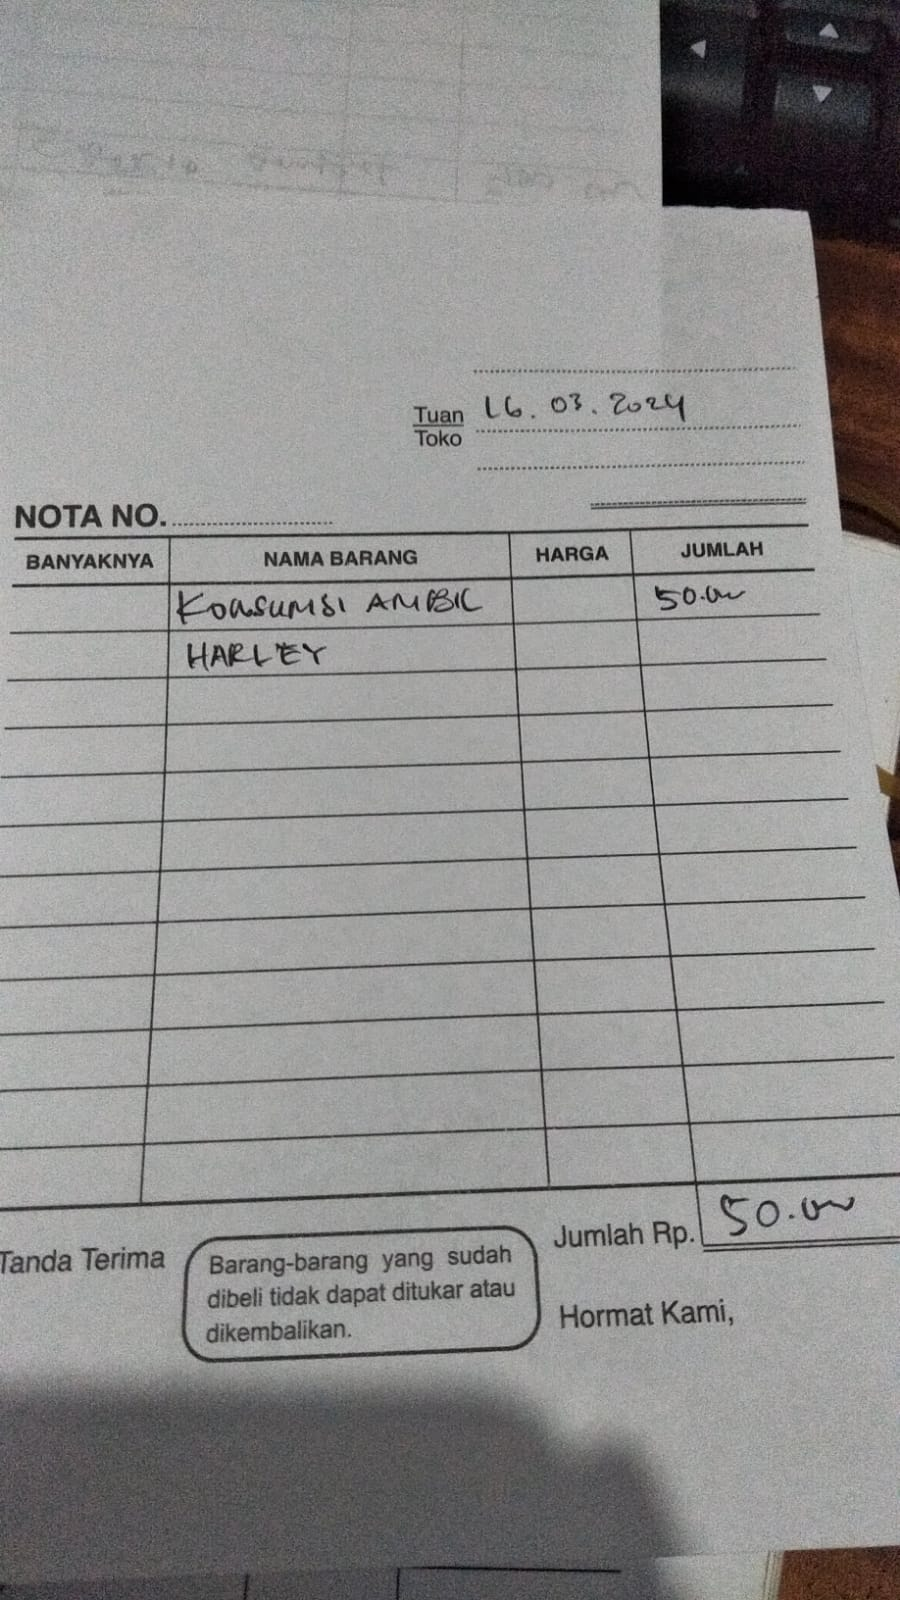 Tuan 16.03.2024
Toko
NOTA NO.
BANYAKNYA NAMA BARANG HARGA JUMLAH
KONSUMSI AMBIL 50.000
HARLEY
Jumlah Rp. 50.000
Tanda Terima
Barang-barang yang sudah
dibeli tidak dapat ditukar atau
dikembalikan.
Hormat Kami,